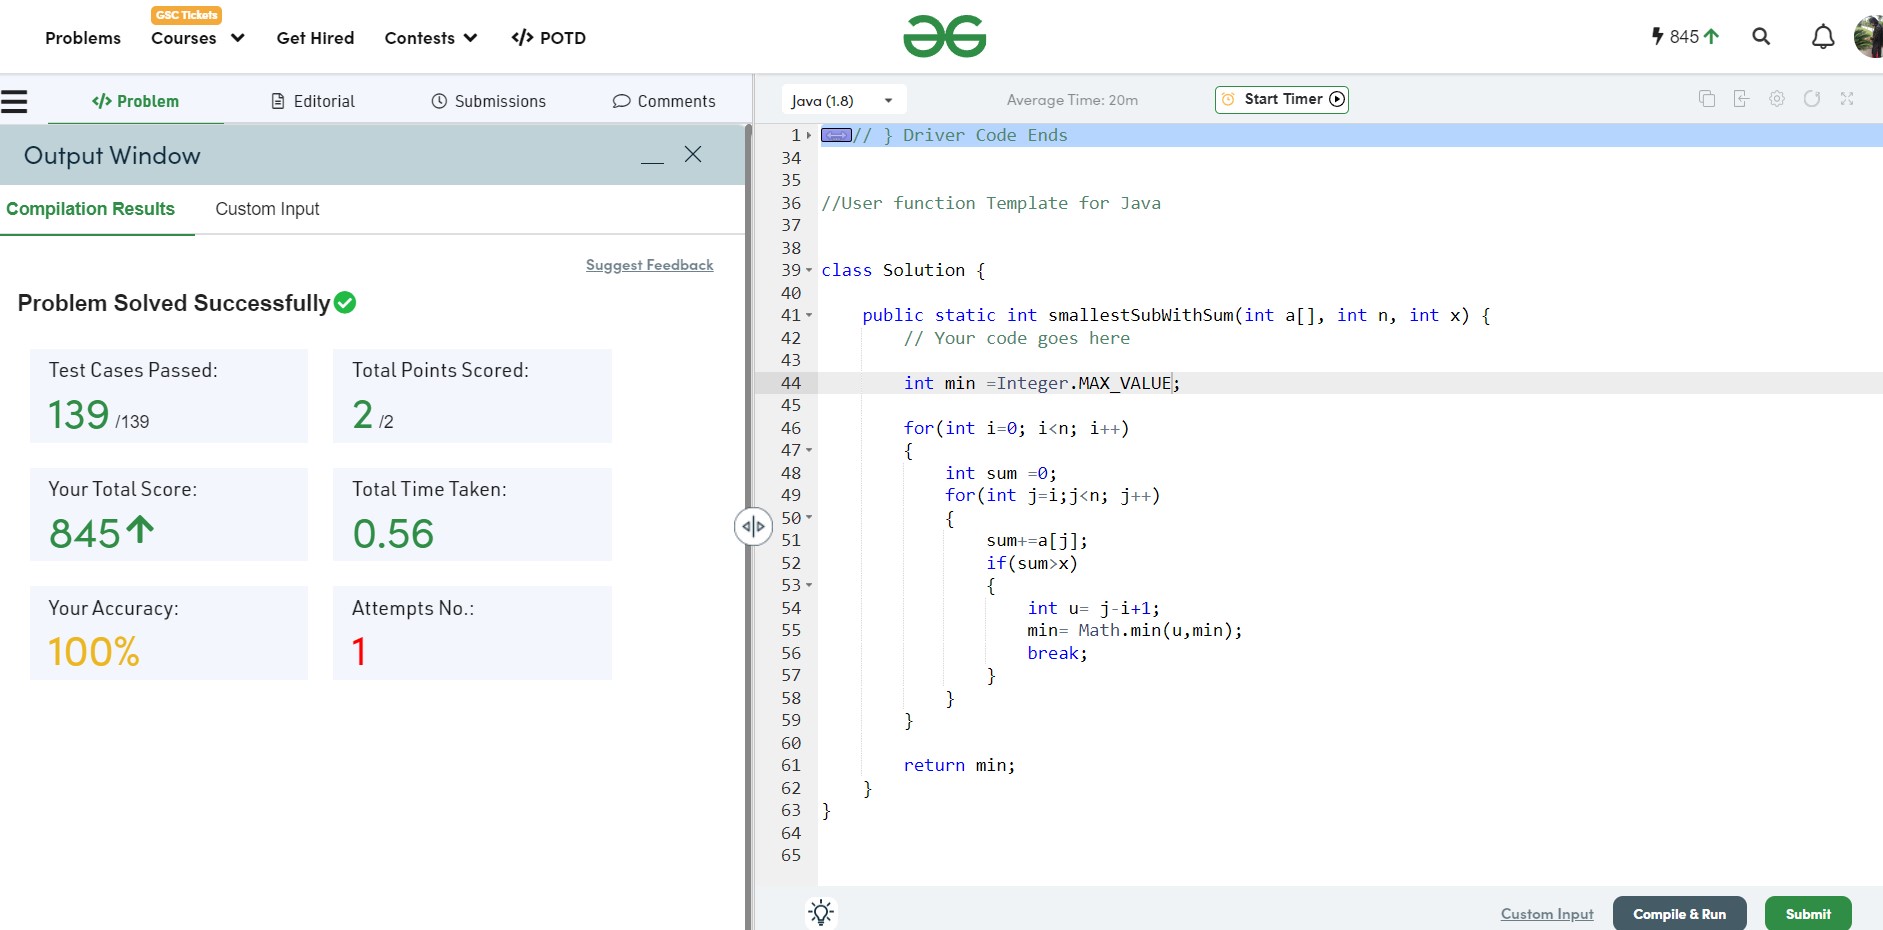 GSC Tickets
Problems Courses Get Hired Contests </> POTD
845
</> Problem Editorial Submissions Comments
Output Window
Compilation Results Custom Input
Suggest Feedback
Problem Solved Successfully
Test Cases Passed:
139 /139
Total Points Scored:
2 /2
Your Total Score:
845
Total Time Taken:
0.56
Your Accuracy:
100%
Attempts No.:
1
Java (1.8) Average Time: 20m Start Timer
1 // } Driver Code Ends
34
35
36 //User function Template for Java
37
38
39 class Solution {
40
41 public static int smallestSubWithSum(int a[], int n, int x) {
42 // Your code goes here
43
44 int min =Integer.MAX_VALUE;
45
46 for(int i=0; i<n; i++)
47 {
48 int sum =0;
49 for(int j=i;j<n; j++)
50 {
51 sum+=a[j];
52 if(sum>x)
53 {
54 int u= j-i+1;
55 min= Math.min(u,min);
56 break;
57 }
58 }
59 }
60
61 return min;
62 }
63 }
64
65
Custom Input Compile & Run Submit